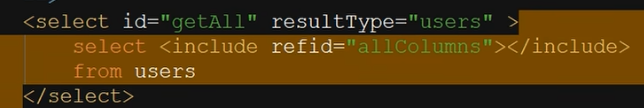 <select id="getAll" resultType="users" >
select <include refid="allColumns"></include>
from users
</select>